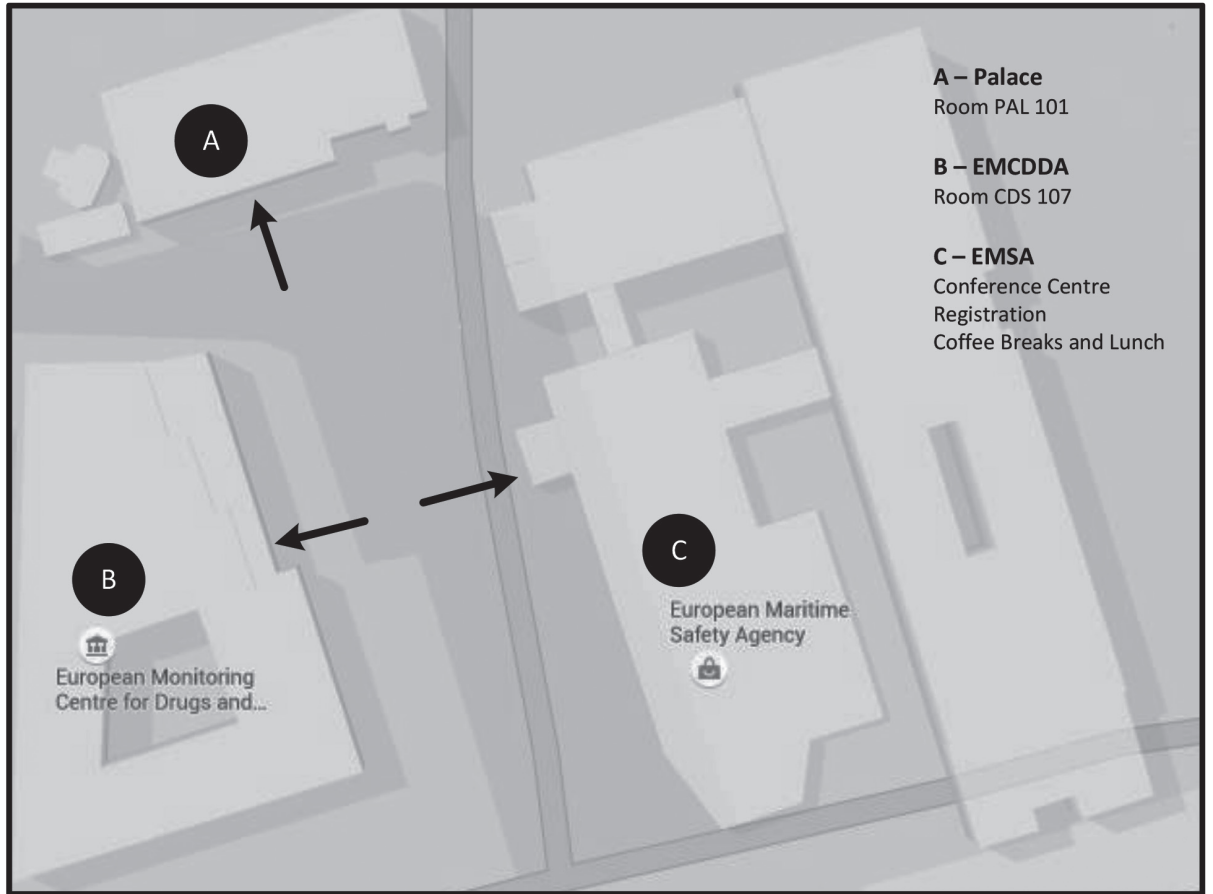 A – Palace
Room PAL 101
B – EMCDDA
Room CDS 107
C – EMSA
Conference Centre
Registration
Coffee Breaks and Lunch
A
B
C
European Maritime
Safety Agency
European Monitoring
Centre for Drugs and...